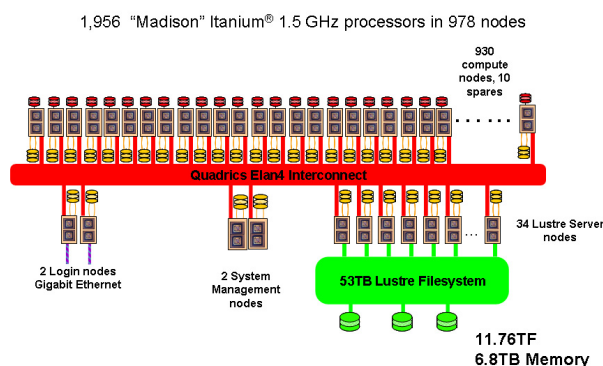 1,956 “Madison” Itanium® 1.5 GHz processors in 978 nodes
930
compute
nodes, 10
spares
Quadrics Elan4 Interconnect
34 Lustre Server
nodes
2 Login nodes
Gigabit Ethernet
2 System
Management
nodes
53TB Lustre Filesystem
11.76TF
6.8TB Memory